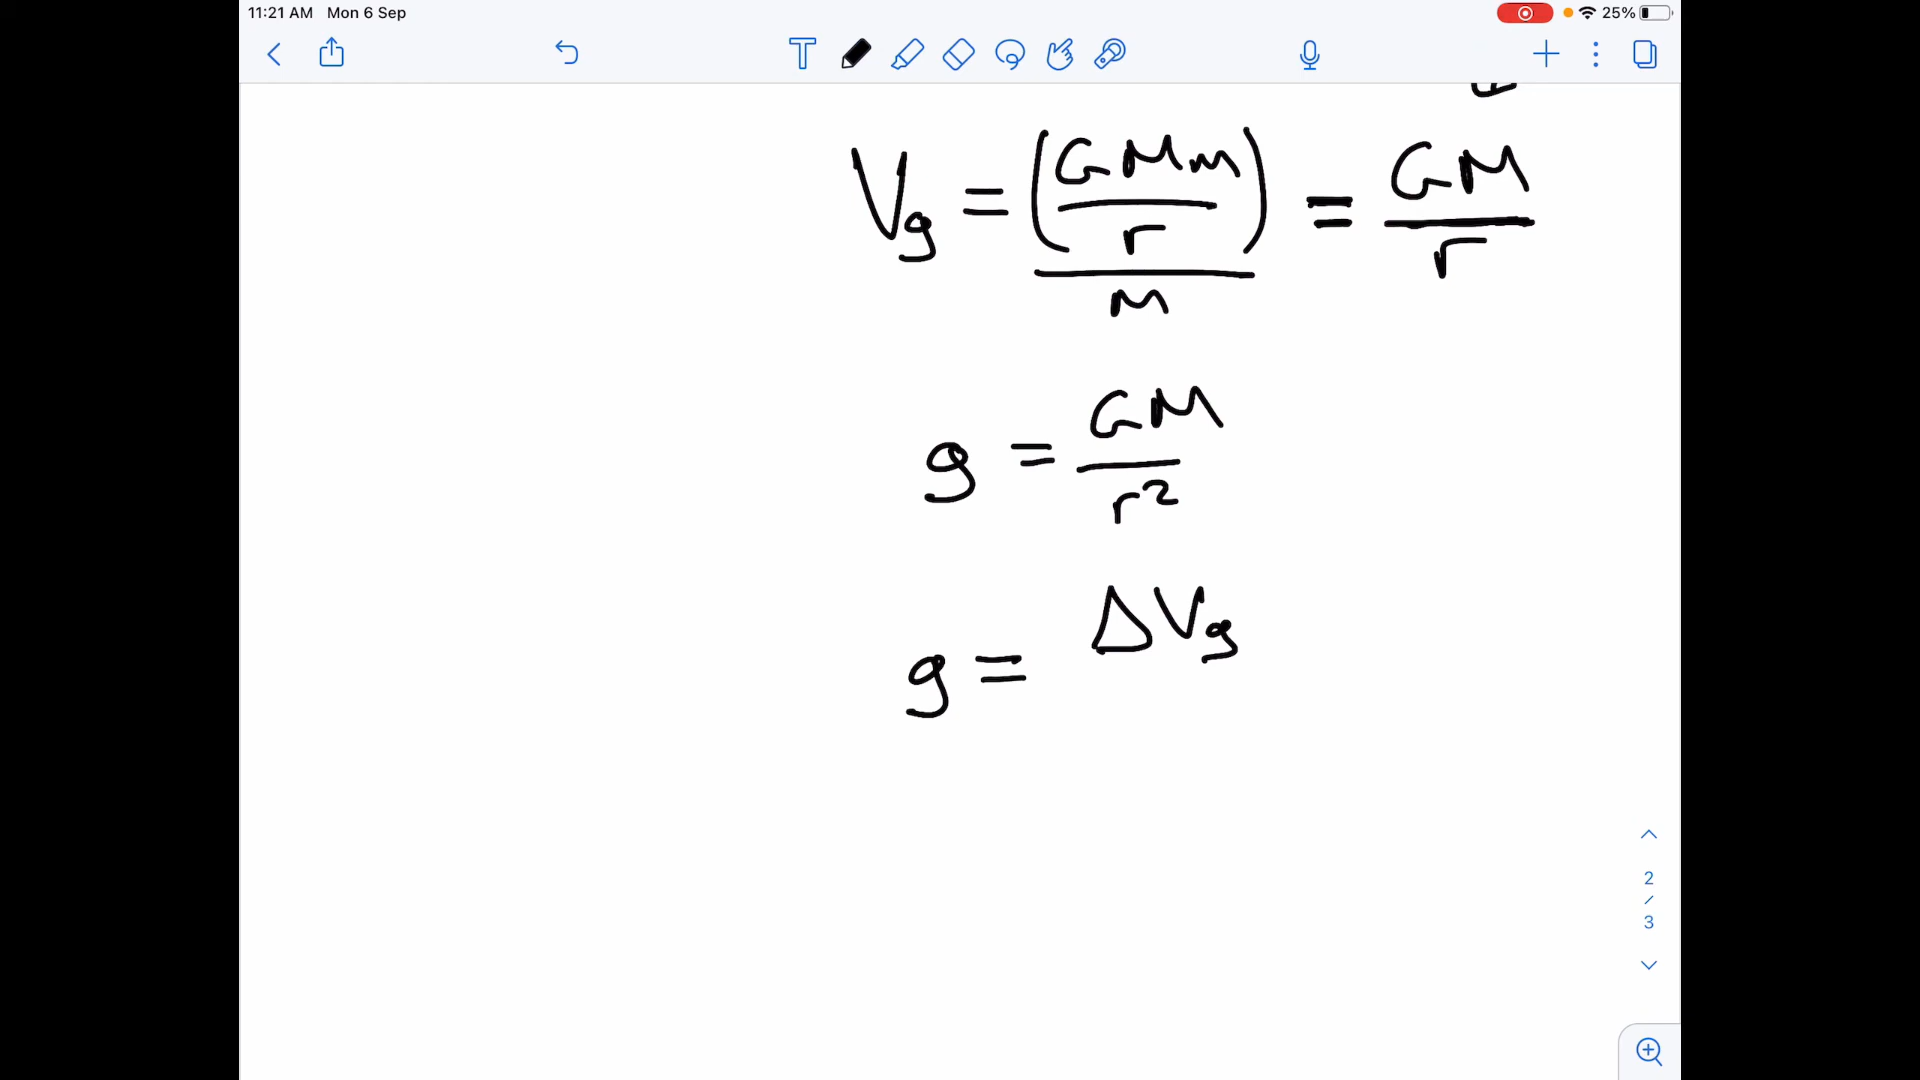 11:21 AM Mon 6 Sep 25%
T
Vg = (GMm/r)/m = GM/r
g = GM/r²
g = ΔVg
2/3